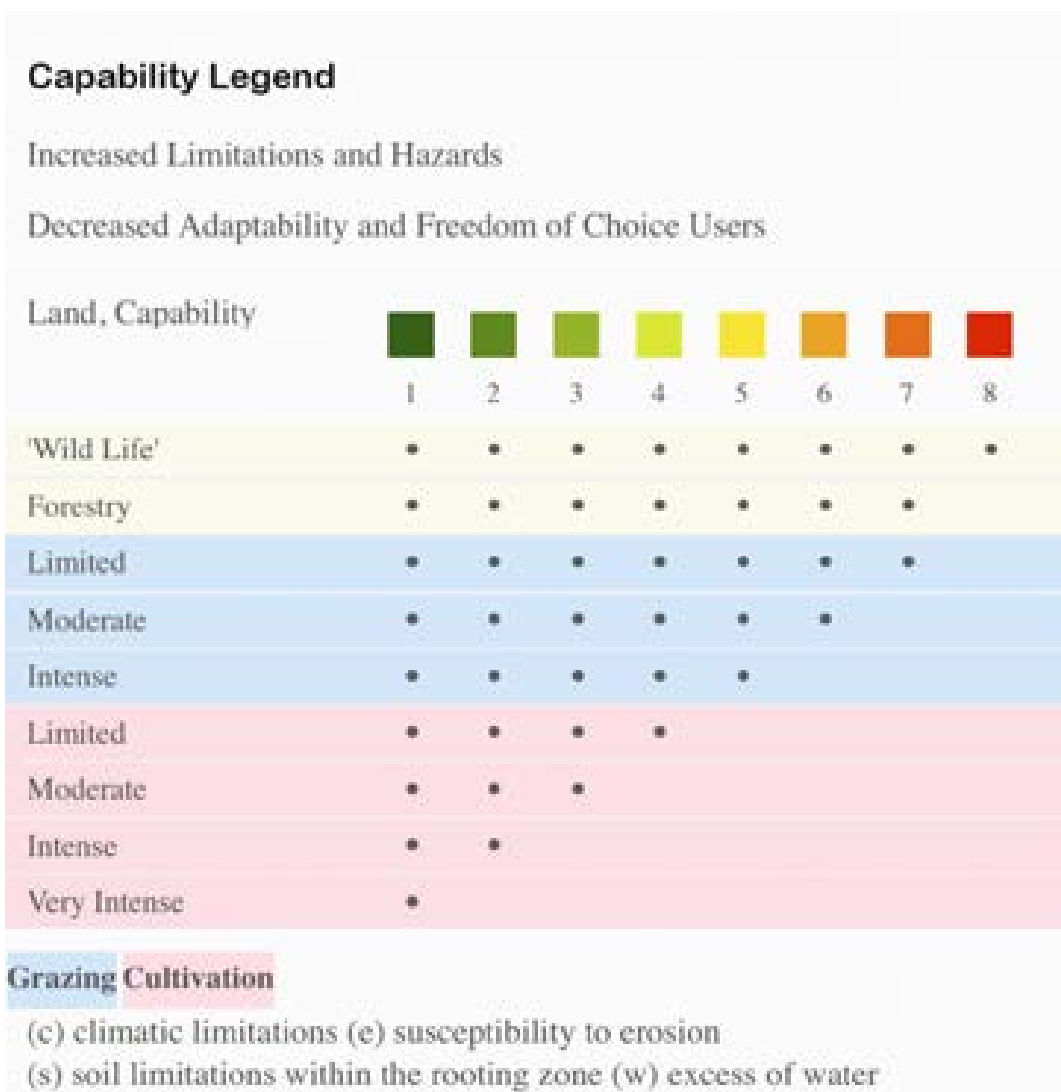 Capability Legend
Increased Limitations and Hazards
Decreased Adaptability and Freedom of Choice Users
Land, Capability
1 2 3 4 5 6 7 8
'Wild Life'
Forestry
Limited
Moderate
Intense
Limited
Moderate
Intense
Very Intense
Grazing Cultivation
(c) climatic limitations (e) susceptibility to erosion
(s) soil limitations within the rooting zone (w) excess of water